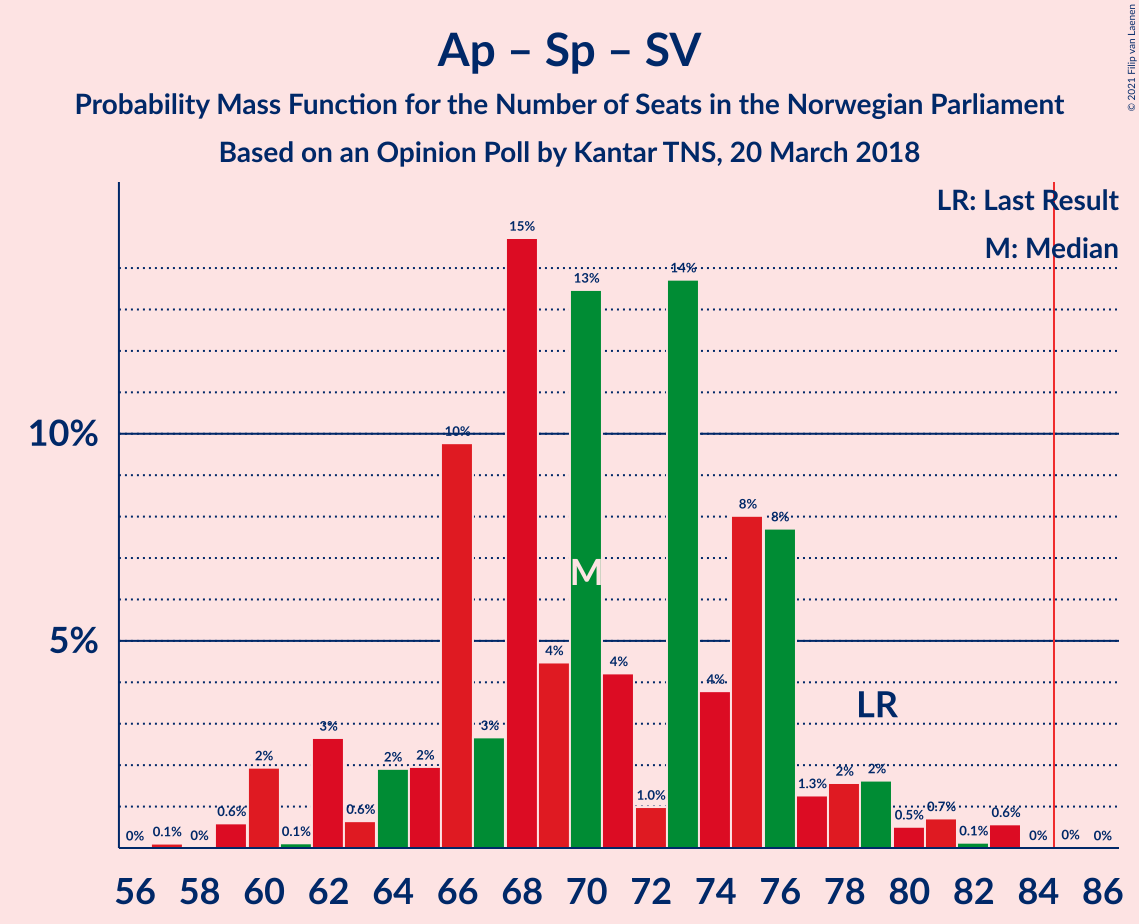 © 2021 Filip van Laenen
Ap – Sp – SV
Probability Mass Function for the Number of Seats in the Norwegian Parliament
Based on an Opinion Poll by Kantar TNS, 20 March 2018
LR: Last Result
M: Median
10%
5%
0% 0.1% 0% 0.6% 2% 0.1% 3% 0.6% 2% 2% 10% 3% 15% 4% 13% 4% 1.0% 14% 4% 8% 8% 1.3% 2% 2% 0.5% 0.7% 0.1% 0.6% 0% 0% 0%
M
LR
56 58 60 62 64 66 68 70 72 74 76 78 80 82 84 86